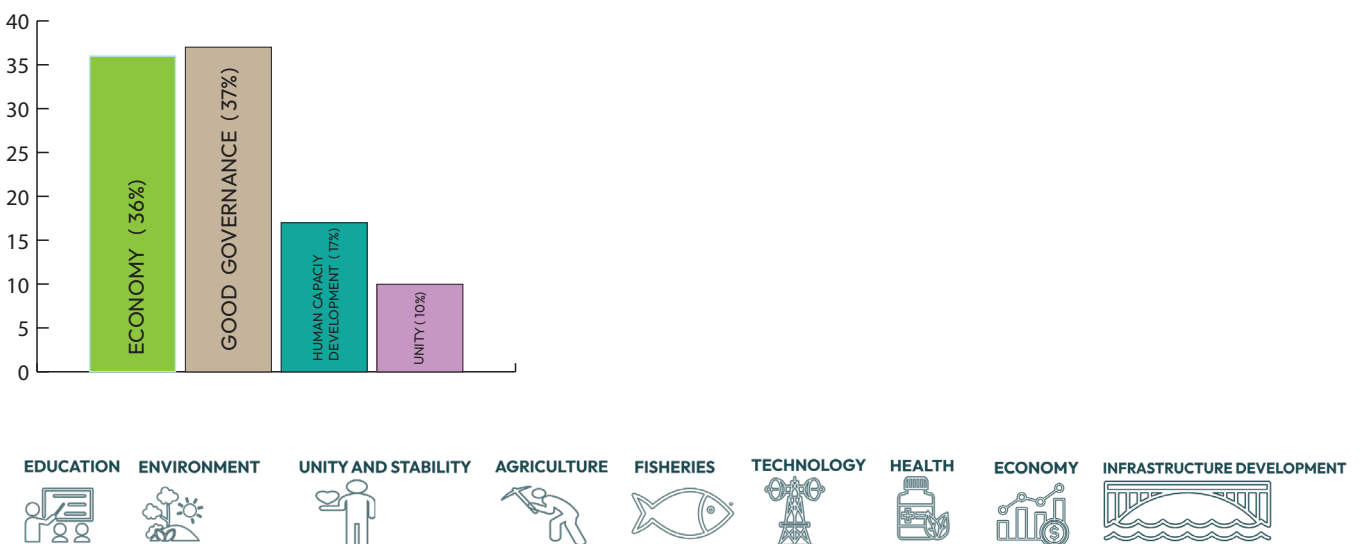 40
35
30
25
20
15
10
5
0
ECONOMY ( 36%)
GOOD GOVERNANCE ( 37%)
HUMAN CAPACIY
DEVELOPMENT ( 17%)
UNITY ( 10%)
EDUCATION
ENVIRONMENT
UNITY AND STABILITY
AGRICULTURE
FISHERIES
TECHNOLOGY
HEALTH
ECONOMY
INFRASTRUCTURE DEVELOPMENT
$